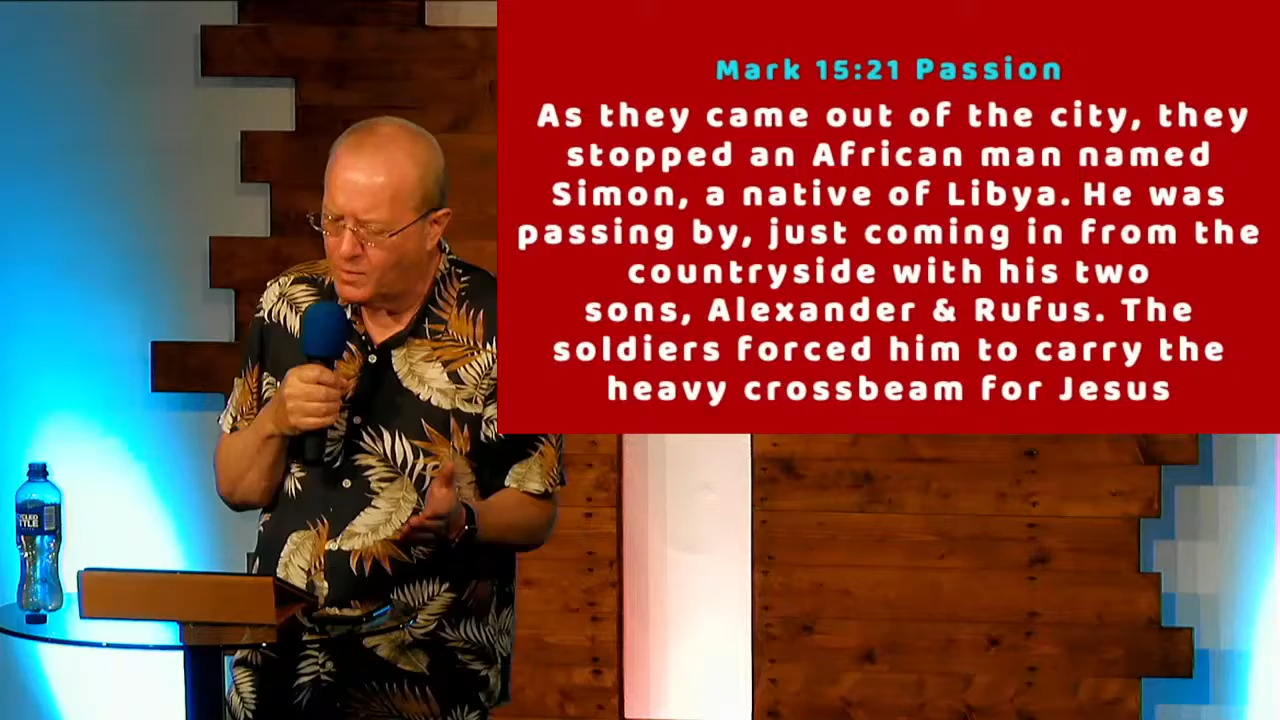 Mark 15:21 Passion
As they came out of the city, they
stopped an African man named
Simon, a native of Libya. He was
passing by, just coming in from the
countryside with his two
sons, Alexander & Rufus. The
soldiers forced him to carry the
heavy crossbeam for Jesus